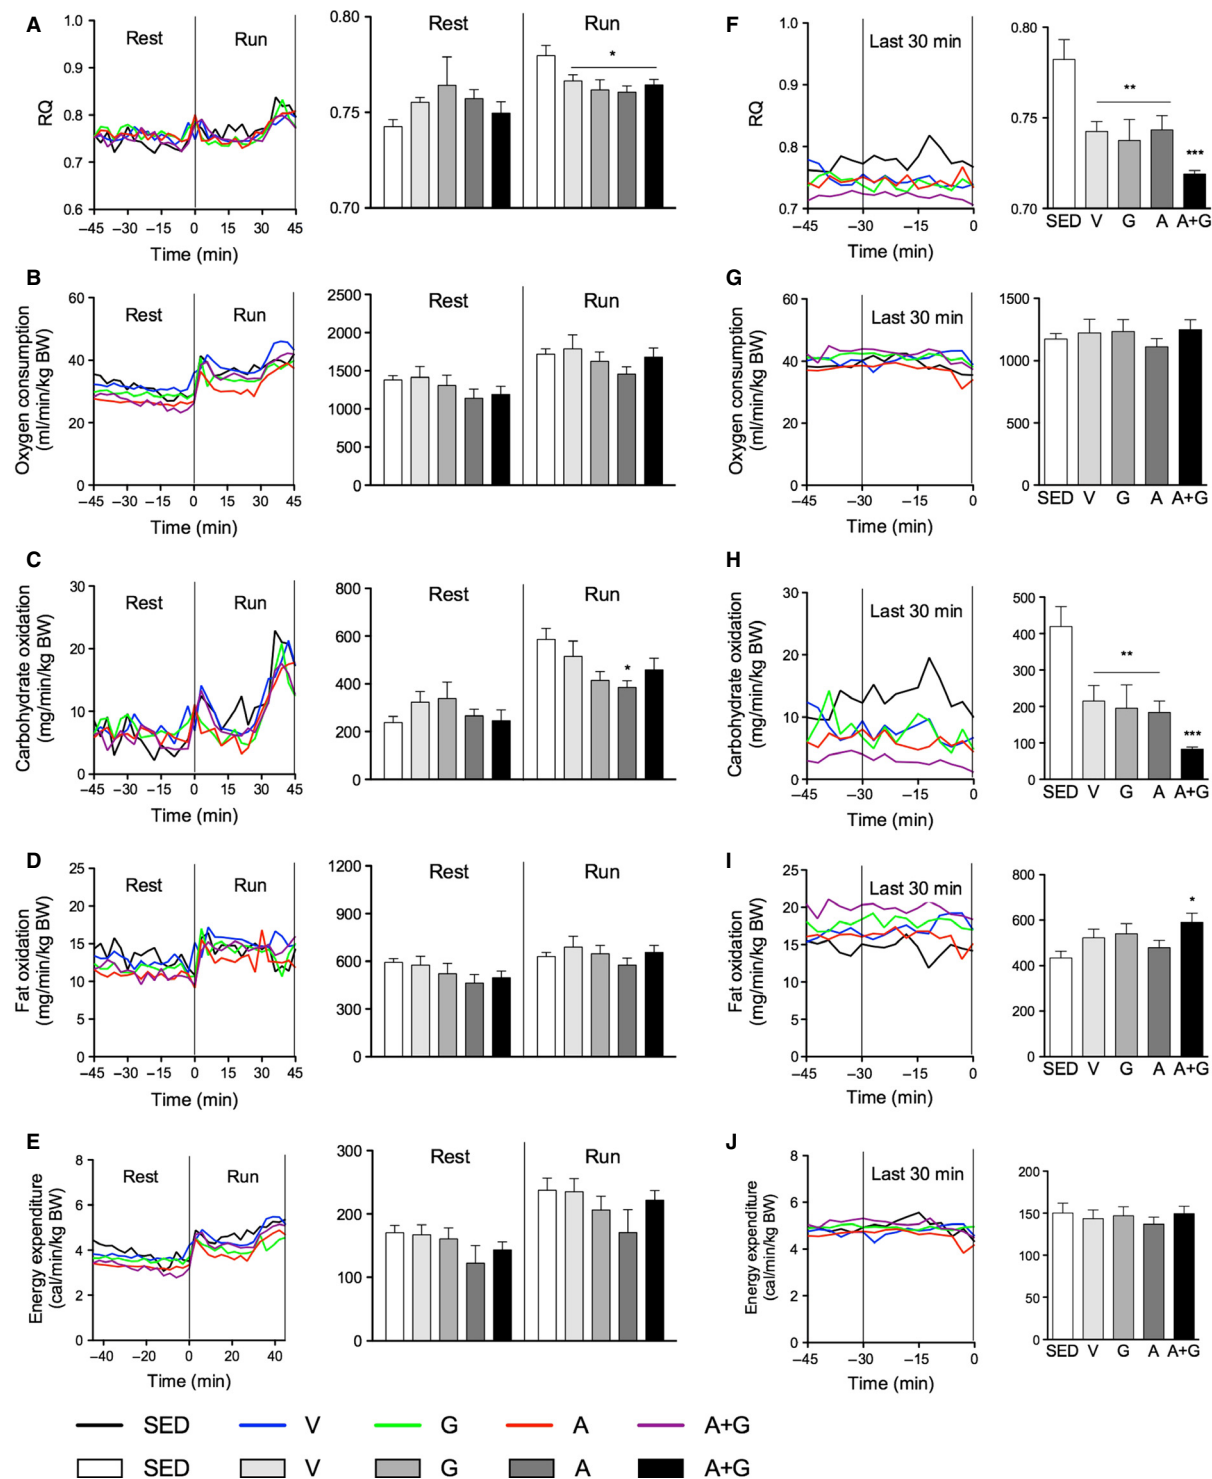 A
Rest
Run
RQ
1.0
0.9
0.8
0.7
0.6
−45 −30 −15 0 15 30 45
Time (min)
0.80
0.75
0.70
Rest
Run
*
F
Last 30 min
RQ
1.0
0.9
0.8
0.7
−45 −30 −15 0
Time (min)
0.80
0.75
0.70
**
***
SED V G A A+G
B
Rest
Run
Oxygen consumption
(ml/min/kg BW)
60
40
20
0
−45 −30 −15 0 15 30 45
Time (min)
2500
2000
1500
1000
500
0
Rest
Run
G
Last 30 min
Oxygen consumption
(ml/min/kg BW)
60
40
20
0
−45 −30 −15 0
Time (min)
1500
1000
500
0
SED V G A A+G
C
Rest
Run
Carbohydrate oxidation
(mg/min/kg BW)
30
20
10
0
−45 −30 −15 0 15 30 45
Time (min)
800
600
400
200
0
Rest
Run
*
H
Last 30 min
Carbohydrate oxidation
(mg/min/kg BW)
30
20
10
0
−45 −30 −15 0
Time (min)
500
400
300
200
100
0
**
***
SED V G A A+G
D
Rest
Run
Fat oxidation
(mg/min/kg BW)
25
20
15
10
5
0
−45 −30 −15 0 15 30 45
Time (min)
1200
900
600
300
0
Rest
Run
I
Last 30 min
Fat oxidation
(mg/min/kg BW)
25
20
15
10
5
0
−45 −30 −15 0
Time (min)
800
600
400
200
0
*
SED V G A A+G
E
Rest
Run
Energy expenditure
(cal/min/kg BW)
8
6
4
2
0
−40 −20 0 20 40
Time (min)
300
200
100
0
Rest
Run
J
Last 30 min
Energy expenditure
(cal/min/kg BW)
8
6
4
2
0
−45 −30 −15 0
Time (min)
200
150
100
50
0
SED V G A A+G
SED V G A A+G
SED V G A A+G